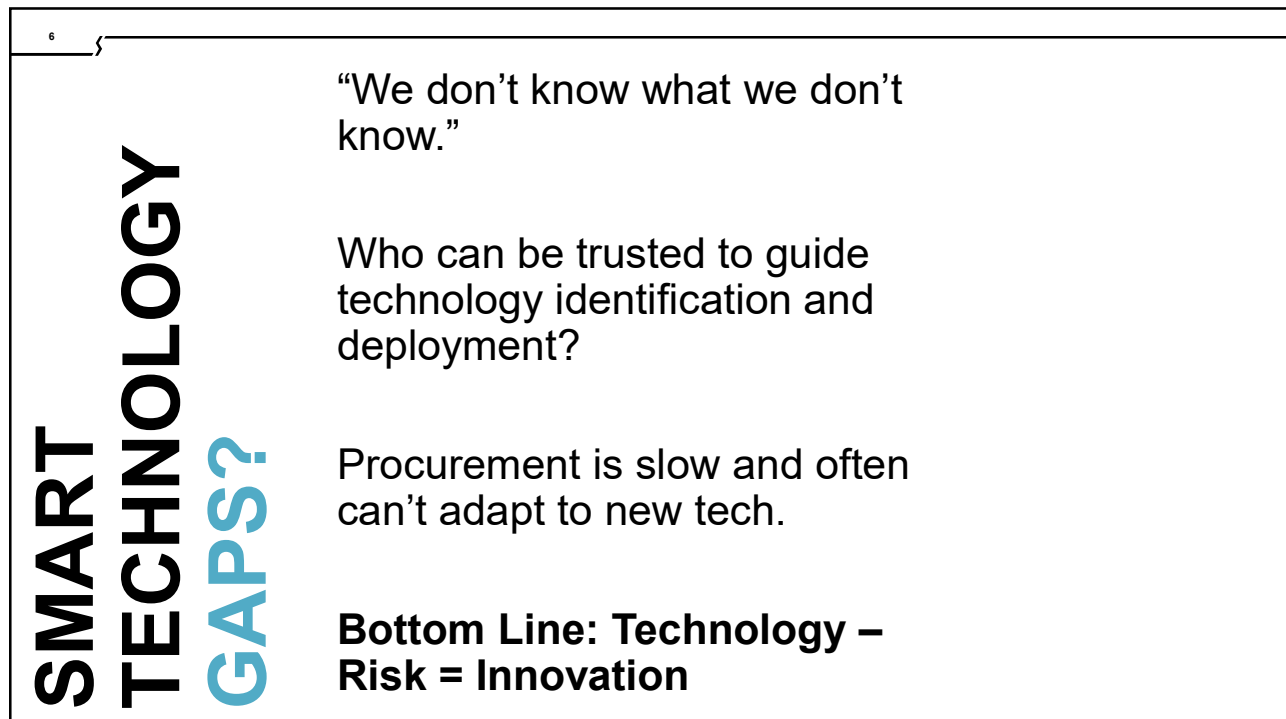 6
SMART
TECHNOLOGY
GAPS?
“We don’t know what we don’t
know.”
Who can be trusted to guide
technology identification and
deployment?
Procurement is slow and often
can’t adapt to new tech.
Bottom Line: Technology –
Risk = Innovation